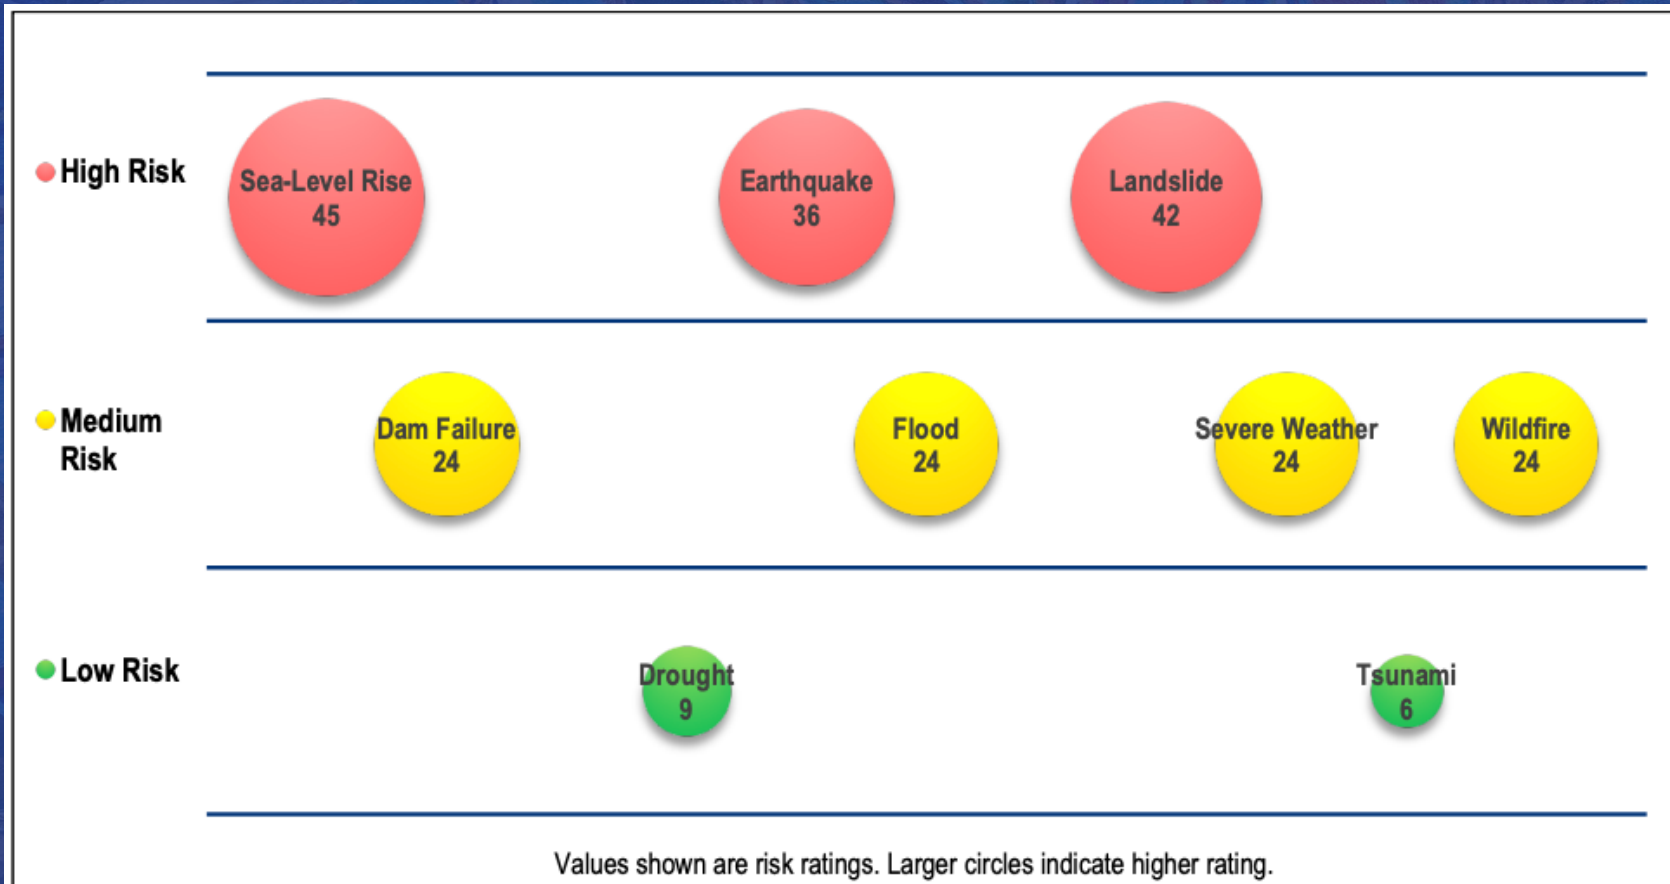 High Risk
Sea-Level Rise
45
Earthquake
36
Landslide
42
Medium
Risk
Dam Failure
24
Flood
24
Severe Weather
24
Wildfire
24
Low Risk
Drought
9
Tsunami
6
Values shown are risk ratings. Larger circles indicate higher rating.